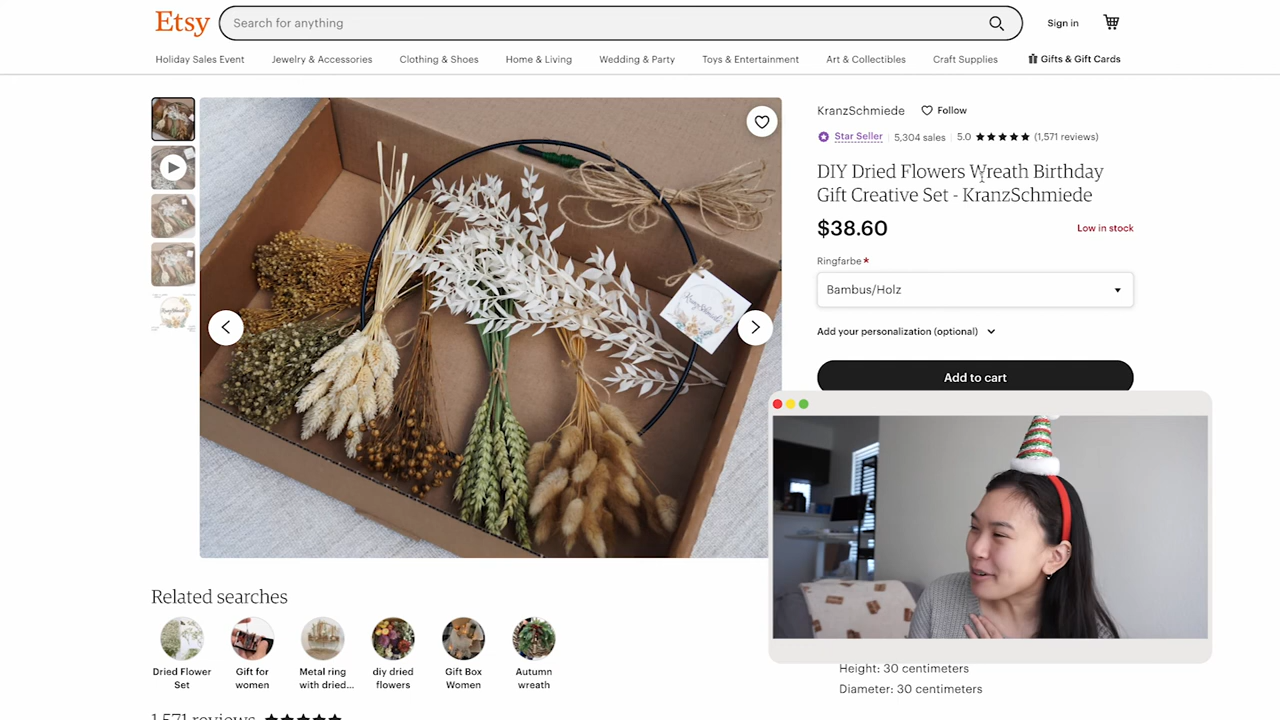 Etsy
Search for anything
Sign in
Holiday Sales Event
Jewelry & Accessories
Clothing & Shoes
Home & Living
Wedding & Party
Toys & Entertainment
Art & Collectibles
Craft Supplies
Gifts & Gift Cards
KranzSchmiede
Follow
Star Seller
5,304 sales
5.0
(1,571 reviews)
DIY Dried Flowers Wreath Birthday
Gift Creative Set - KranzSchmiede
$38.60
Low in stock
Ringfarbe *
Bambus/Holz
Add your personalization (optional)
Add to cart
KranzSchmiede
Related searches
Dried Flower
Set
Gift for
women
Metal ring
with dried...
diy dried
flowers
Gift Box
Women
Autumn
wreath
Height: 30 centimeters
Diameter: 30 centimeters
1,571 reviews